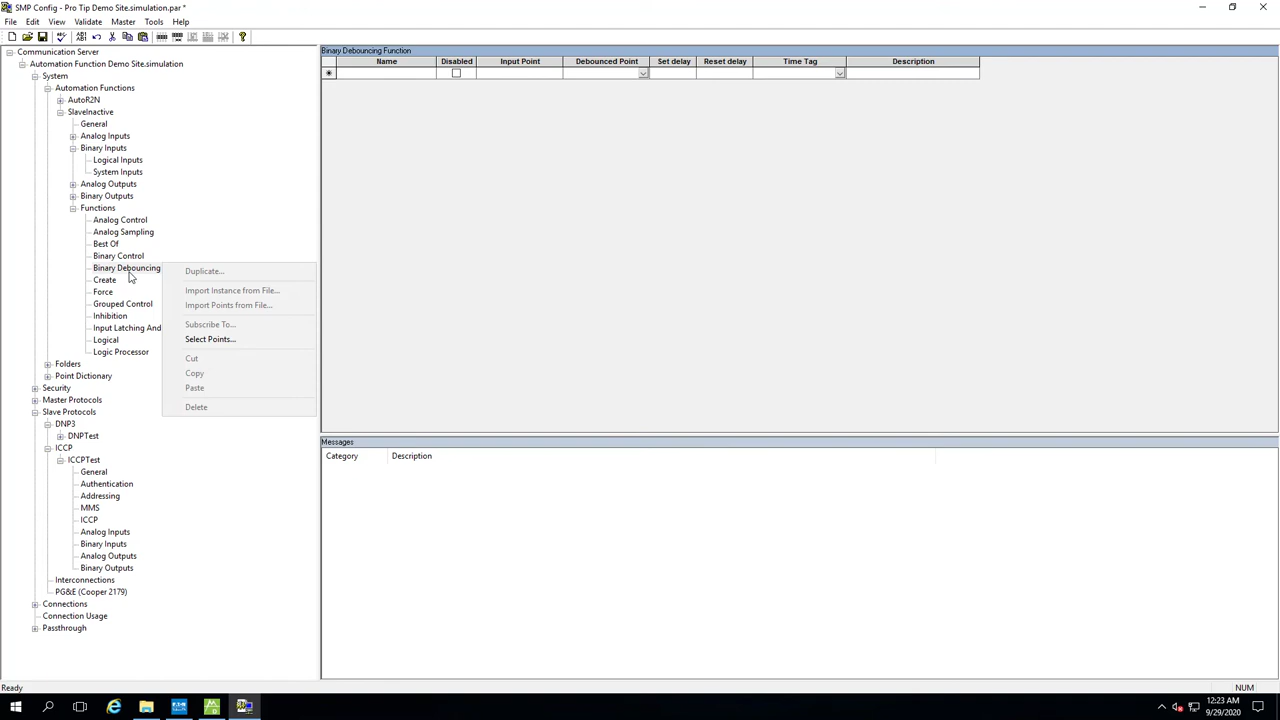 SMP Config - Pro Tip Demo Site.simulation.par *
File Edit View Validate Master Tools Help
Communication Server
Automation Function Demo Site.simulation
System
Automation Functions
AutoR2N
SlaveInactive
General
Analog Inputs
Binary Inputs
Logical Inputs
System Inputs
Analog Outputs
Binary Outputs
Functions
Analog Control
Analog Sampling
Best Of
Binary Control
Binary Debouncing
Create
Force
Grouped Control
Inhibition
Input Latching And
Logical
Logic Processor
Folders
Point Dictionary
Security
Master Protocols
Slave Protocols
DNP3
DNPTest
ICCP
ICCPTest
General
Authentication
Addressing
MMS
ICCP
Analog Inputs
Binary Inputs
Analog Outputs
Binary Outputs
Interconnections
PG&E (Cooper 2179)
Connections
Connection Usage
Passthrough
Duplicate...
Import Instance from File...
Import Points from File...
Subscribe To...
Select Points...
Cut
Copy
Paste
Delete
Binary Debouncing Function
Name Disabled Input Point Debounced Point Set delay Reset delay Time Tag Description
Messages
Category Description
Ready
NUM
12:23 AM
9/29/2020